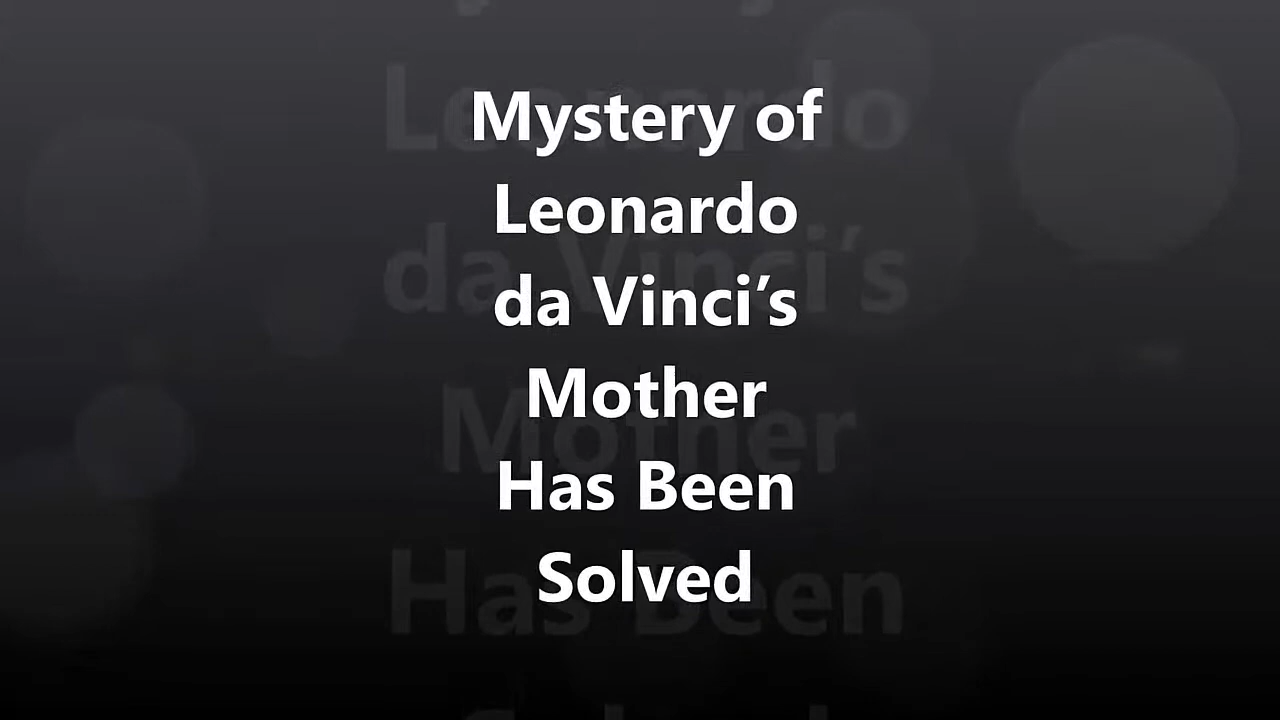 Mystery of
Leonardo
da Vinci’s
Mother
Has Been
Solved